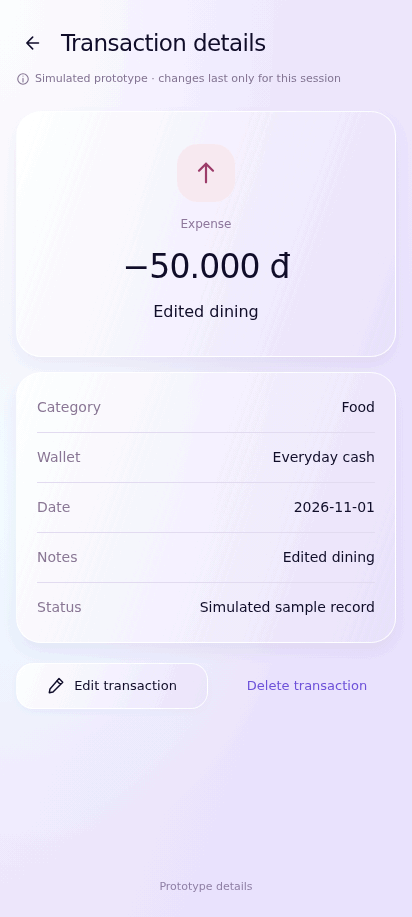 Transaction details
Simulated prototype · changes last only for this session
Expense
−50.000 đ
Edited dining
Category Food
Wallet Everyday cash
Date 2026-11-01
Notes Edited dining
Status Simulated sample record
Edit transaction Delete transaction
Prototype details